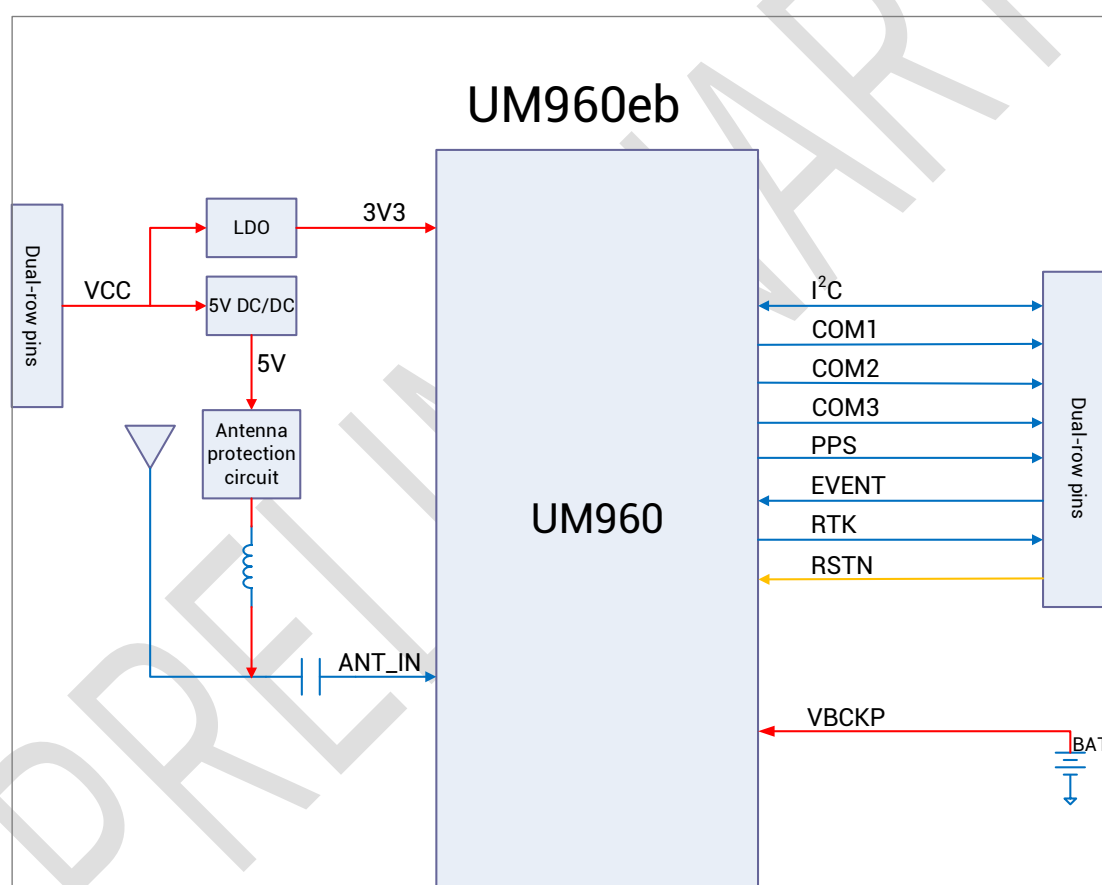 UM960eb
Dual-row pins
VCC
LDO
3V3
5V DC/DC
5V
Antenna
protection
circuit
ANT_IN
UM960
I²C
COM1
COM2
COM3
PPS
EVENT
RTK
RSTN
Dual-row pins
VBCKP
BAT